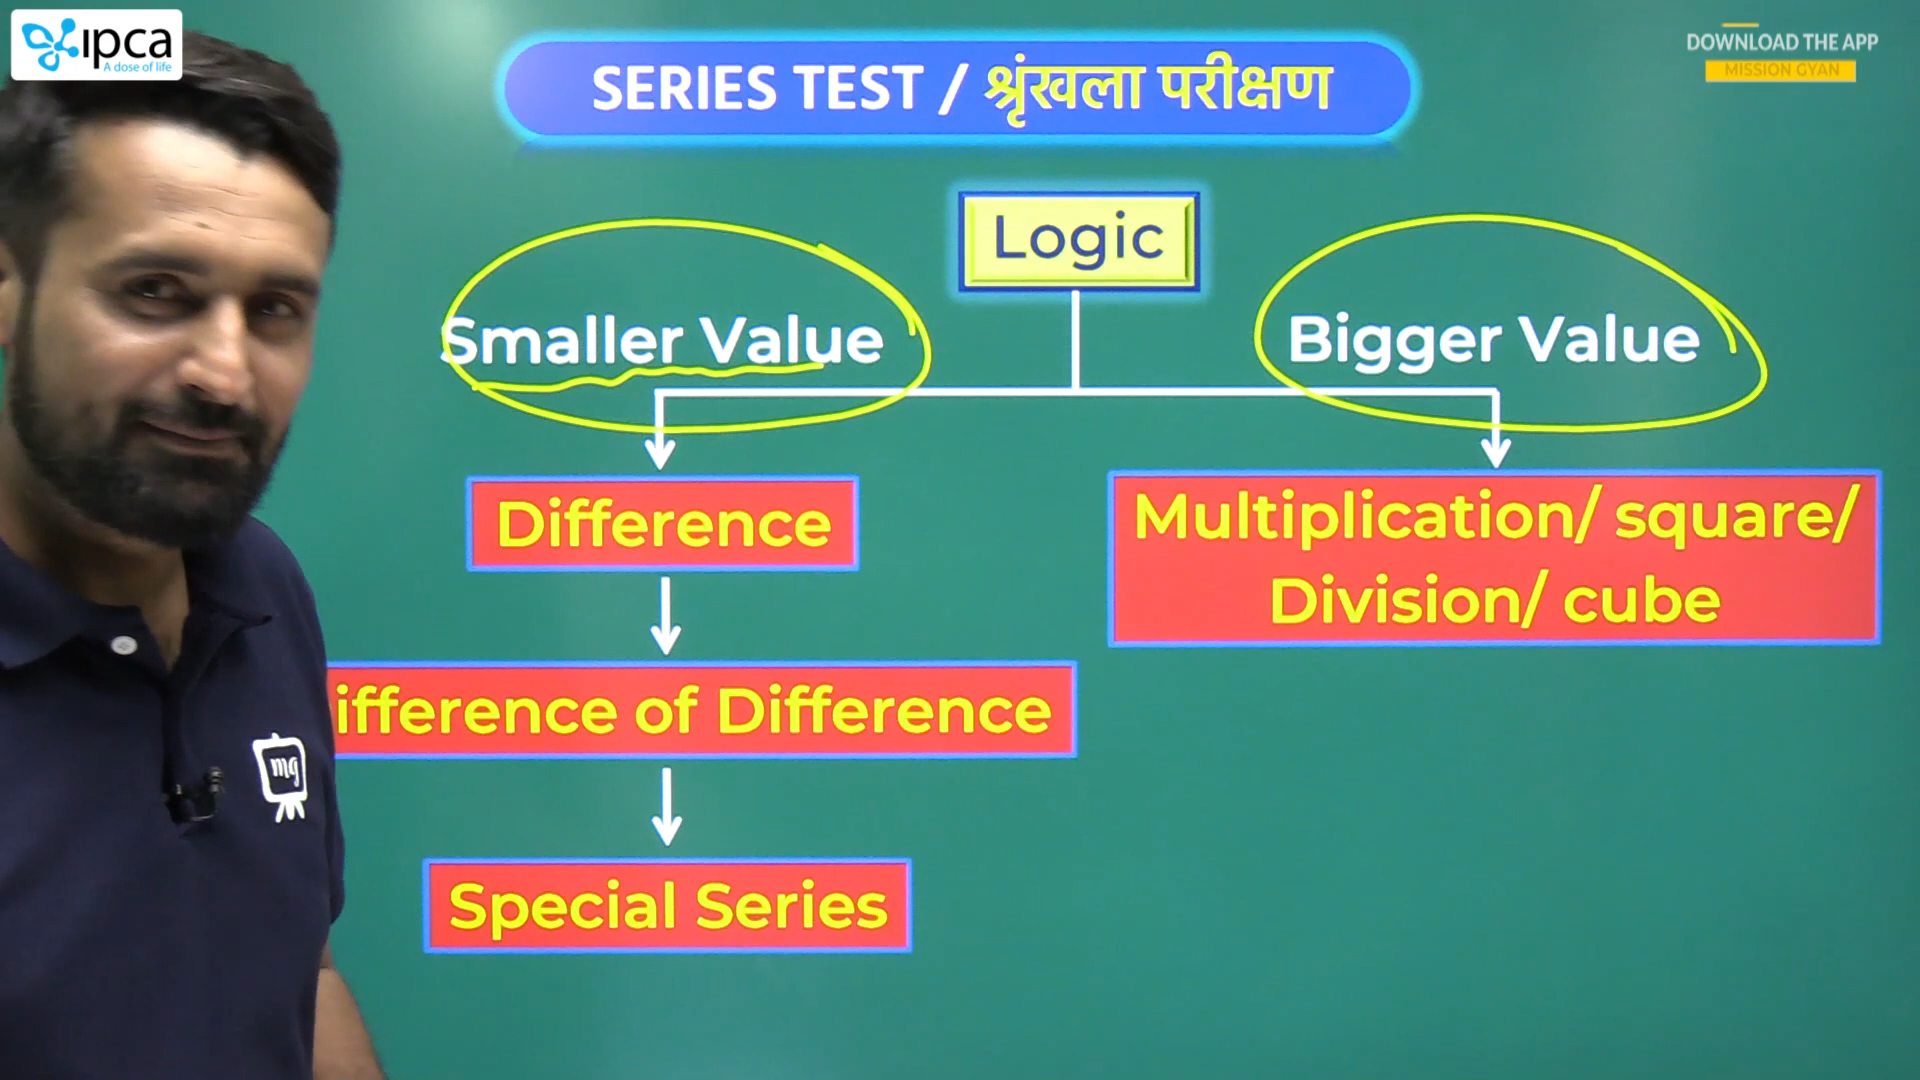 ipca
A dose of life
DOWNLOAD THE APP
MISSION GYAN
SERIES TEST / श्रृंखला परीक्षण
Logic
Smaller Value
Bigger Value
Difference
Multiplication/ square/
Division/ cube
ifference of Difference
Special Series
mg